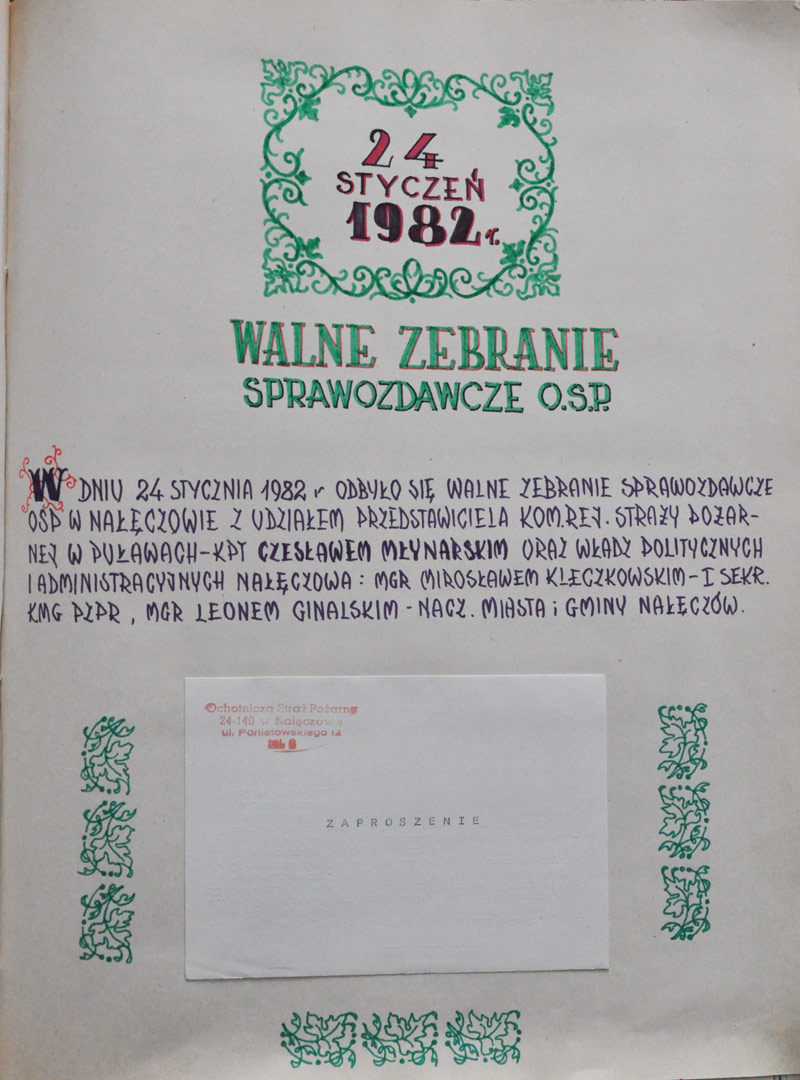 24
STYCZEŃ
1982 r.
WALNE ZEBRANIE
SPRAWOZDAWCZE O.S.P.
W DNIU 24 STYCZNIA 1982 r ODBYŁO SIĘ WALNE ZEBRANIE SPRAWOZDAWCZE
OSP W NAŁĘCZOWIE Z UDZIAŁEM PRZEDSTAWICIELA KOM.REJ. STRAŻY POŻAR-
NEJ W PUŁAWACH-KPT CZESŁAWEM MŁYNARSKIM ORAZ WŁADZ POLITYCZNYCH
I ADMINISTRACYJNYCH NAŁĘCZOWA: MGR MIROSŁAWEM KLECZKOWSKIM-I SEKR.
KMG PZPR, MGR LEONEM GINALSKIM-NACZ. MIASTA i GMINY NAŁĘCZÓW.
Ochotnicza Straż Pożarna
24-140 w Nałęczowie
ul. Poniatowskiego 12
ZAPROSZENIE